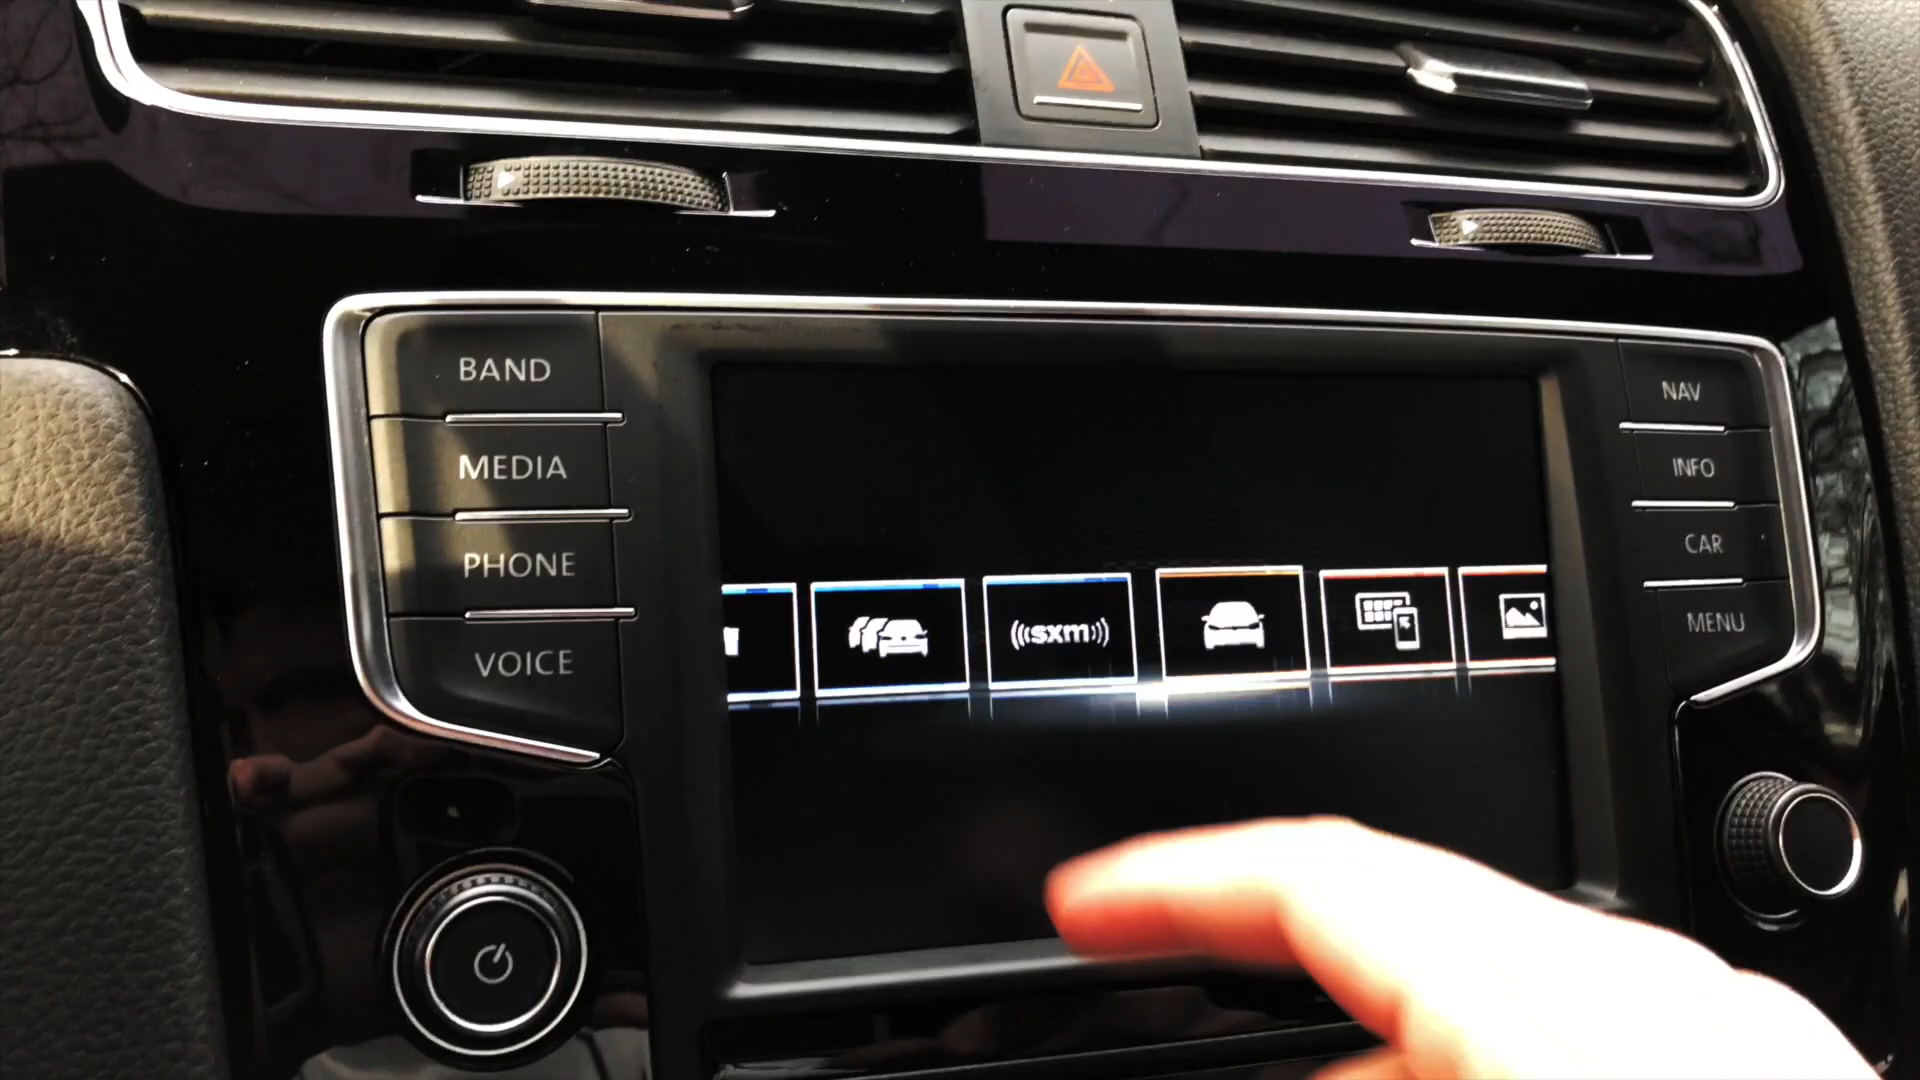 BAND
MEDIA
PHONE
VOICE
sxm
NAV
INFO
CAR
MENU